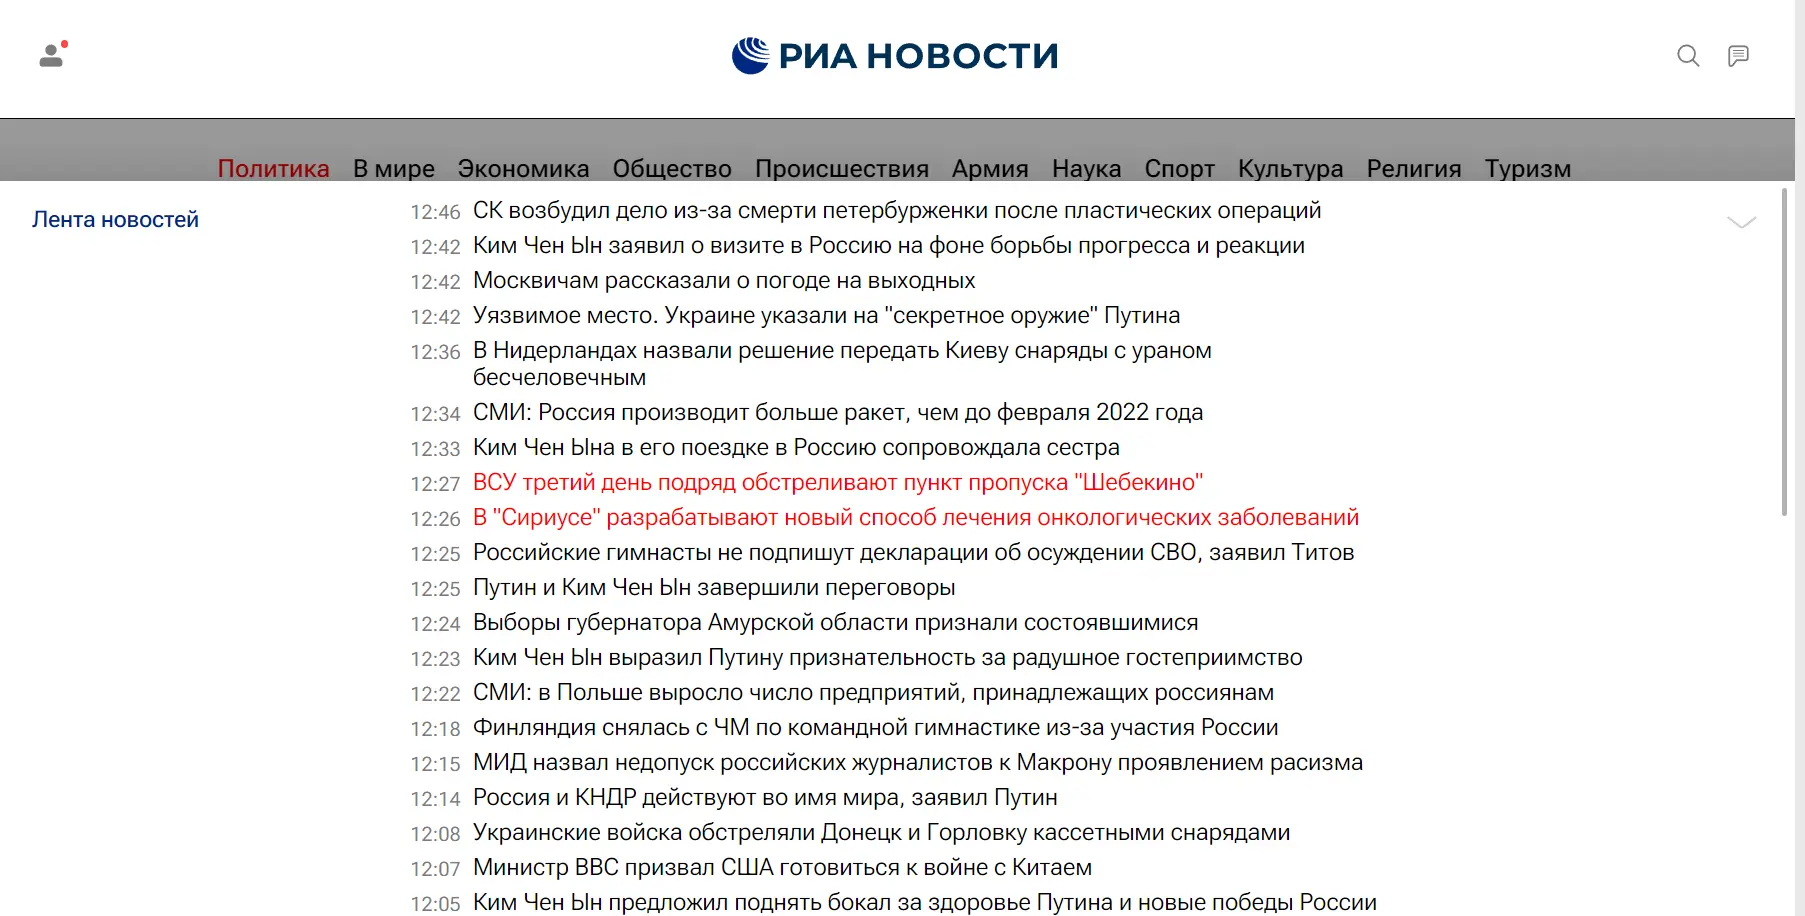 РИА НОВОСТИ
Политика В мире Экономика Общество Происшествия Армия Наука Спорт Культура Религия Туризм
Лента новостей
12:46 СК возбудил дело из-за смерти петербурженки после пластических операций
12:42 Ким Чен Ын заявил о визите в Россию на фоне борьбы прогресса и реакции
12:42 Москвичам рассказали о погоде на выходных
12:42 Уязвимое место. Украине указали на "секретное оружие" Путина
12:36 В Нидерландах назвали решение передать Киеву снаряды с ураном
бесчеловечным
12:34 СМИ: Россия производит больше ракет, чем до февраля 2022 года
12:33 Ким Чен Ына в его поездке в Россию сопровождала сестра
12:27 ВСУ третий день подряд обстреливают пункт пропуска "Шебекино"
12:26 В "Сириусе" разрабатывают новый способ лечения онкологических заболеваний
12:25 Российские гимнасты не подпишут декларации об осуждении СВО, заявил Титов
12:25 Путин и Ким Чен Ын завершили переговоры
12:24 Выборы губернатора Амурской области признали состоявшимися
12:23 Ким Чен Ын выразил Путину признательность за радушное гостеприимство
12:22 СМИ: в Польше выросло число предприятий, принадлежащих россиянам
12:18 Финляндия снялась с ЧМ по командной гимнастике из-за участия России
12:15 МИД назвал недопуск российских журналистов к Макрону проявлением расизма
12:14 Россия и КНДР действуют во имя мира, заявил Путин
12:08 Украинские войска обстреляли Донецк и Горловку кассетными снарядами
12:07 Министр ВВС призвал США готовиться к войне с Китаем
12:05 Ким Чен Ын предложил поднять бокал за здоровье Путина и новые победы России